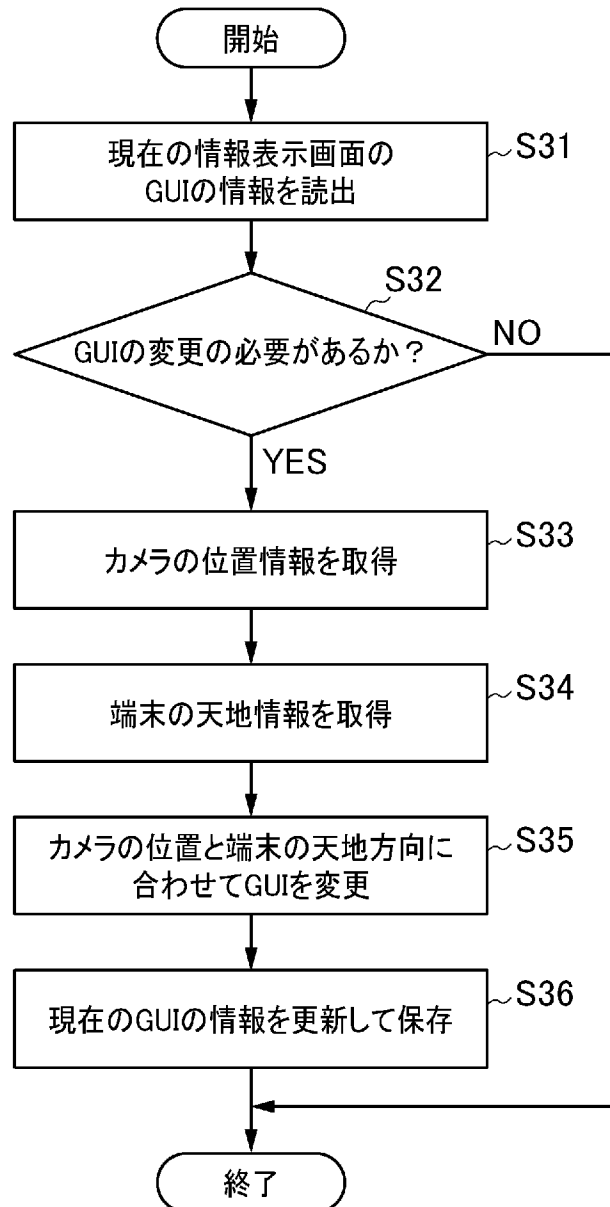 開始
現在の情報表示画面の
GUIの情報を読出
S31
S32
GUIの変更の必要があるか？
NO
YES
カメラの位置情報を取得
S33
端末の天地情報を取得
S34
カメラの位置と端末の天地方向に
合わせてGUIを変更
S35
現在のGUIの情報を更新して保存
S36
終了